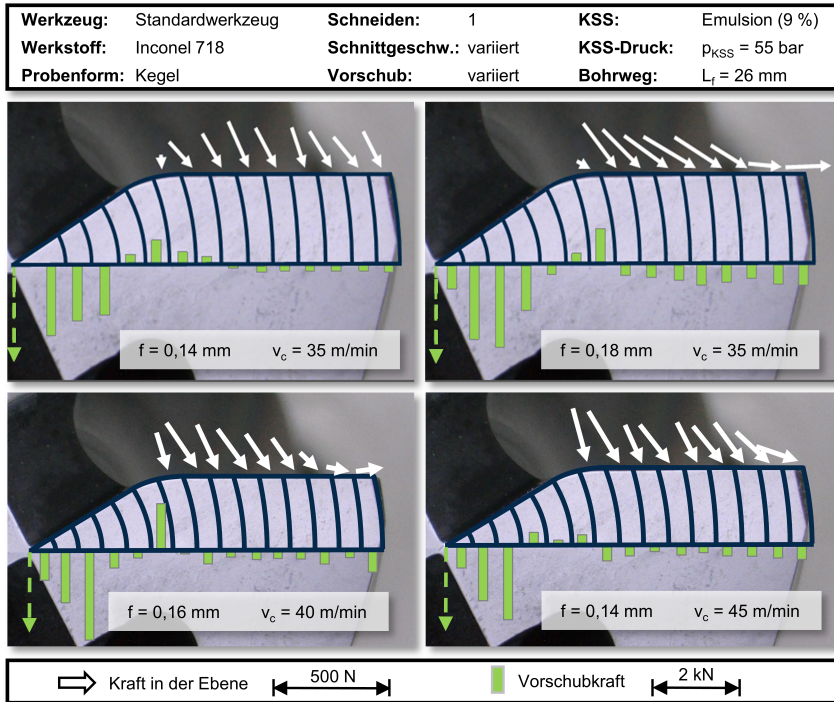 Werkzeug: Standardwerkzeug Schneiden: 1 KSS: Emulsion (9 %)
Werkstoff: Inconel 718 Schnittgeschw.: variiert KSS-Druck: pKSS = 55 bar
Probenform: Kegel Vorschub: variiert Bohrweg: Lf = 26 mm
f = 0,14 mm vc = 35 m/min
f = 0,18 mm vc = 35 m/min
f = 0,16 mm vc = 40 m/min
f = 0,14 mm vc = 45 m/min
Kraft in der Ebene 500 N Vorschubkraft 2 kN